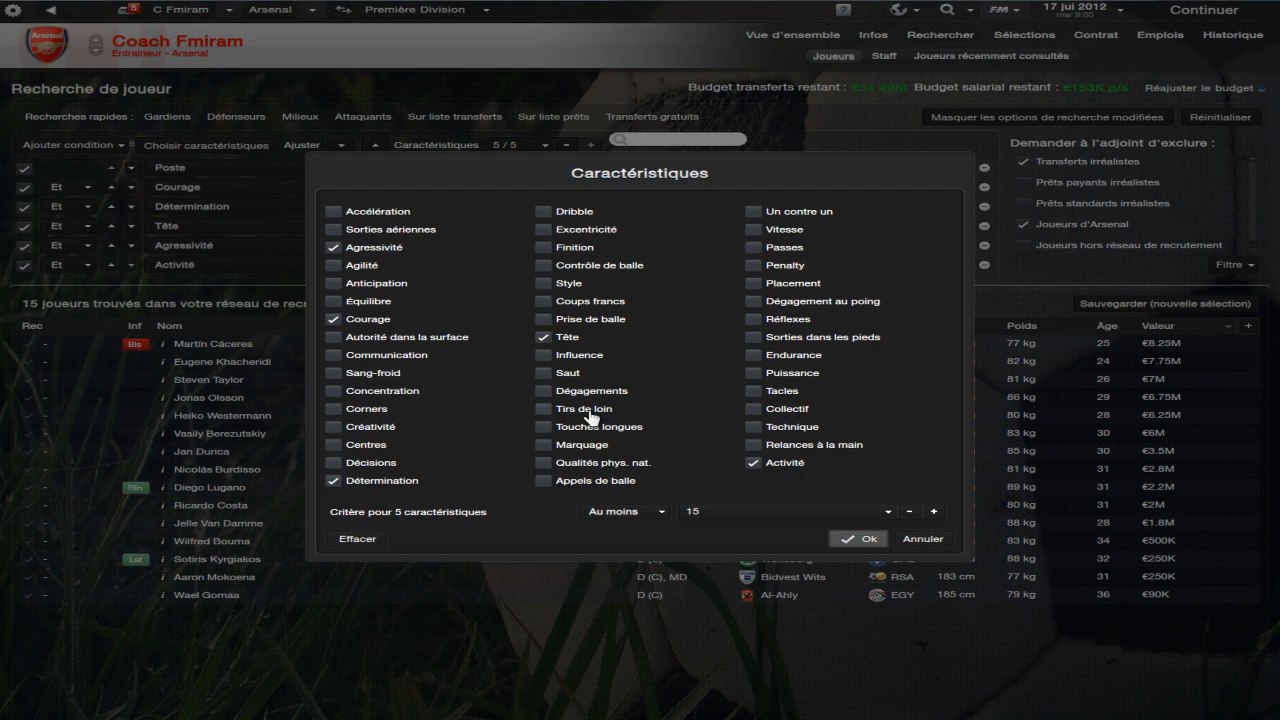 5 C Fmiram Arsenal Première Division ? FM 17 jui 2012 mar 9:00 Continuer
Arsenal Coach Fmiram Vue d'ensemble Infos Rechercher Sélections Contrat Emplois Historique
Entraîneur - Arsenal Joueurs Staff Joueurs récemment consultés
Recherche de joueur Budget transferts restant : €34.49M Budget salarial restant : €153K p/s Réajuster le budget
Recherches rapides : Gardiens Défenseurs Milieux Attaquants Sur liste transferts Sur liste prêts Transferts gratuits Masquer les options de recherche modifiées Réinitialiser
Ajouter condition Choisir caractéristiques Ajuster Caractéristiques 5 / 5 - + Demander à l'adjoint d'exclure :
Poste Transferts irréalistes
Et Courage Prêts payants irréalistes
Et Détermination Prêts standards irréalistes
Et Tête Joueurs d'Arsenal
Et Agressivité Joueurs hors réseau de recrutement
Et Activité Filtre
Caractéristiques
Accélération Dribble Un contre un
Sorties aériennes Excentricité Vitesse
Agressivité Finition Passes
Agilité Contrôle de balle Penalty
Anticipation Style Placement
Équilibre Coups francs Dégagement au poing
Courage Prise de balle Réflexes
Autorité dans la surface Tête Sorties dans les pieds
Communication Influence Endurance
Sang-froid Saut Puissance
Concentration Dégagements Tacles
Corners Tirs de loin Collectif
Créativité Touches longues Technique
Centres Marquage Relances à la main
Décisions Qualités phys. nat. Activité
Détermination Appels de balle
Critère pour 5 caractéristiques Au moins 15 - +
Effacer Ok Annuler
15 joueurs trouvés dans votre réseau de recr Sauvegarder (nouvelle sélection)
Rec Inf Nom Poids Âge Valeur +
- Bls i Martín Cáceres 77 kg 25 €8.25M
- i Eugene Khacheridi 82 kg 24 €7.75M
- i Steven Taylor 81 kg 26 €7M
- i Jonas Olsson 86 kg 29 €6.75M
- i Heiko Westermann 80 kg 28 €6.25M
- i Vasily Berezutskiy 83 kg 30 €6M
- i Jan Durica 85 kg 30 €3.5M
- i Nicolás Burdisso 81 kg 31 €2.8M
- Rln i Diego Lugano 89 kg 31 €2.2M
- i Ricardo Costa 80 kg 31 €2M
- i Jelle Van Damme 88 kg 28 €1.8M
- i Wilfred Bouma 83 kg 34 €500K
- Lst i Sotiris Kyrgiakos 88 kg 32 €250K
- i Aaron Mokoena D (C), MD Bidvest Wits RSA 183 cm 77 kg 31 €250K
- i Wael Gomaa D (C) Al-Ahly EGY 185 cm 79 kg 36 €90K